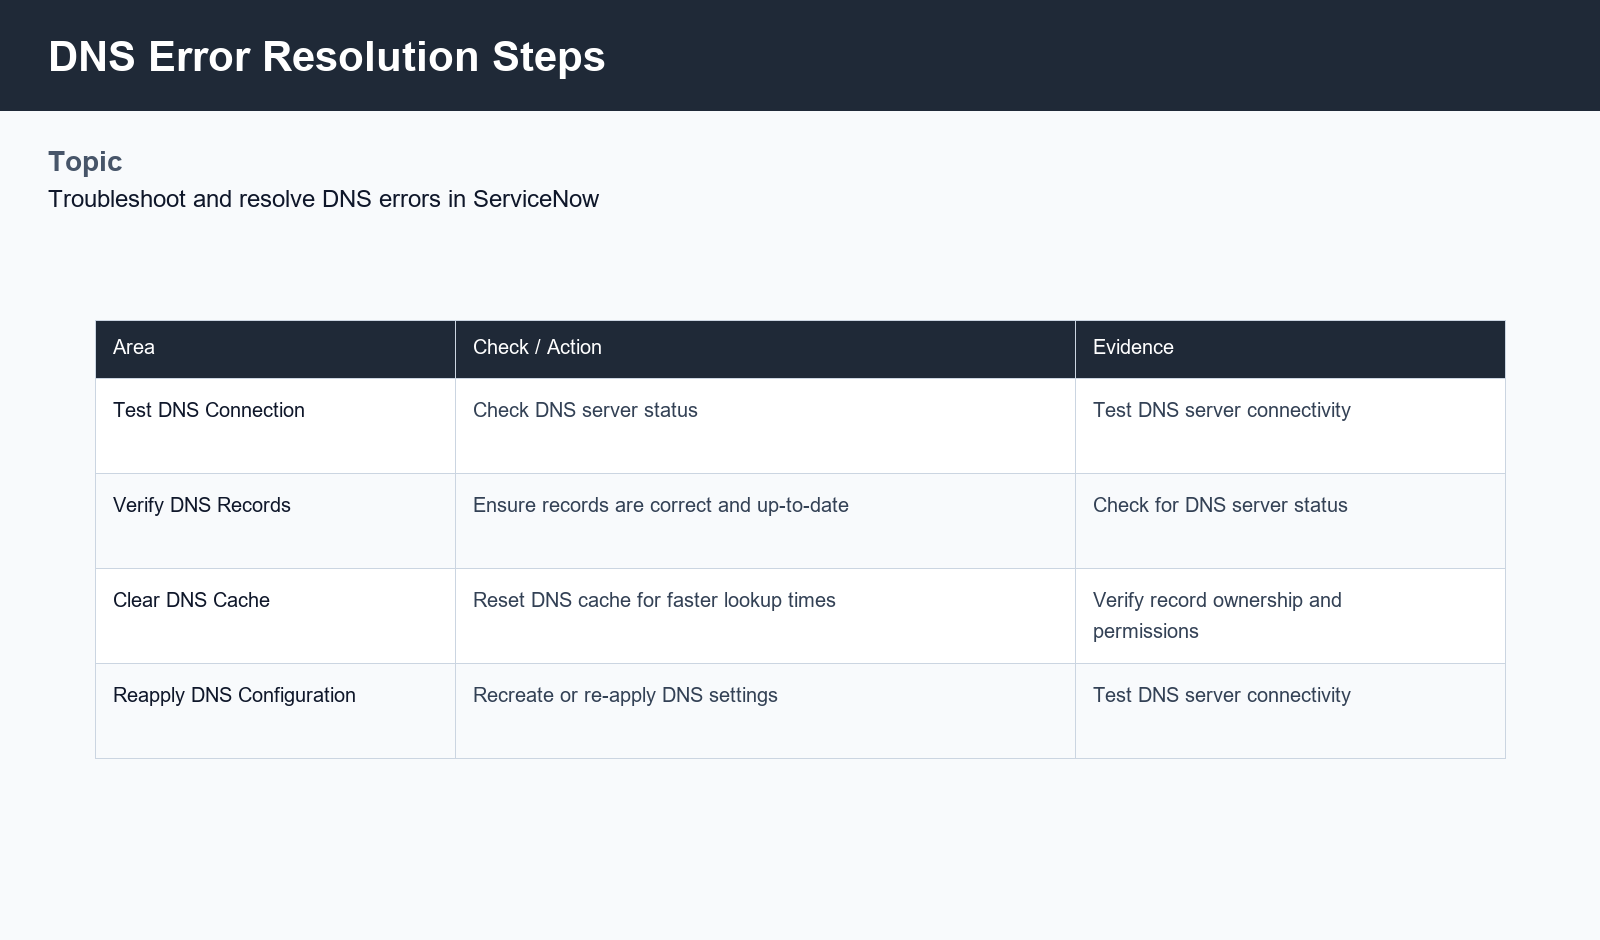 DNS Error Resolution Steps
Topic
Troubleshoot and resolve DNS errors in ServiceNow
Area
Check / Action
Evidence
Test DNS Connection
Check DNS server status
Test DNS server connectivity
Verify DNS Records
Ensure records are correct and up-to-date
Check for DNS server status
Clear DNS Cache
Reset DNS cache for faster lookup times
Verify record ownership and
permissions
Reapply DNS Configuration
Recreate or re-apply DNS settings
Test DNS server connectivity